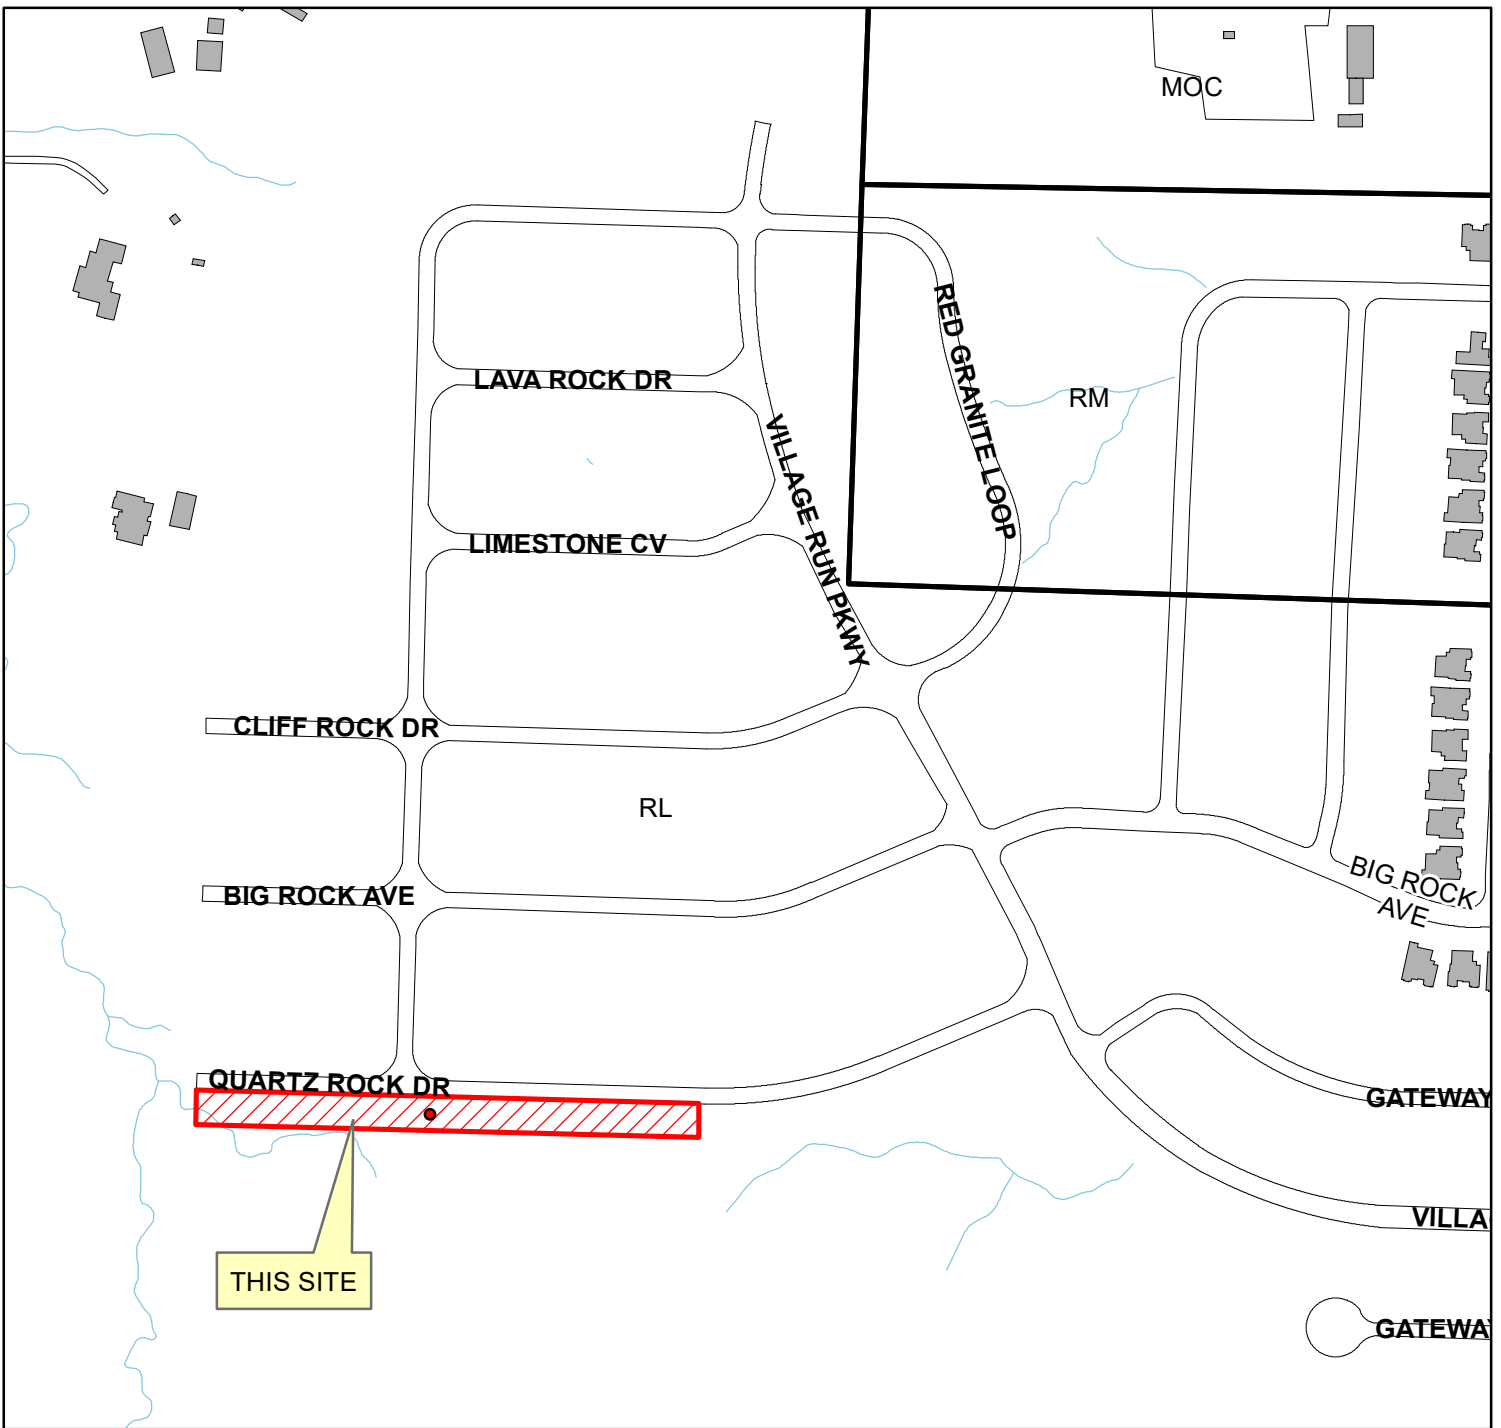 MOC
RED GRANITE LOOP
LAVA ROCK DR
RM
VILLAGE RUN PKWY
LIMESTONE CV
CLIFF ROCK DR
RL
BIG ROCK
AVE
BIG ROCK AVE
QUARTZ ROCK DR
GATEWAY
VILLA
THIS SITE
GATEWAY